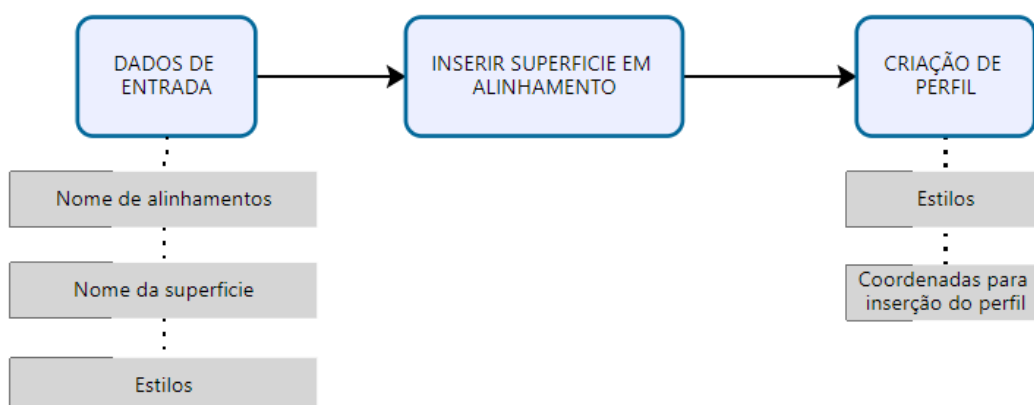 DADOS DE
ENTRADA
INSERIR SUPERFICIE EM
ALINHAMENTO
CRIAÇÃO DE
PERFIL
Nome de alinhamentos
Nome da superficie
Estilos
Estilos
Coordenadas para
inserção do perfil